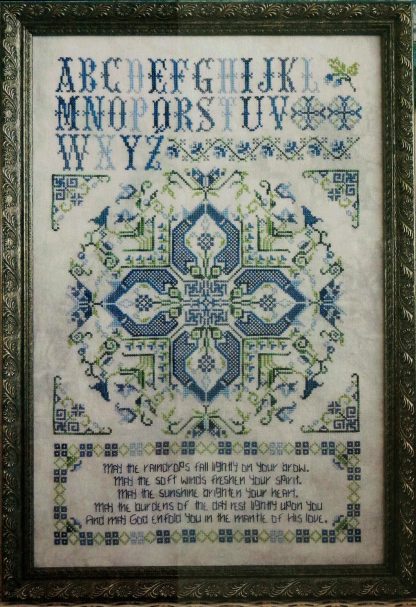 ABCDEFGHIJKL
MNOPQRSTUV
WXYZ
May the raindrops fall lightly on your brow.
May the soft winds freshen your spirit.
May the sunshine brighten your heart.
May the burdens of the day rest lightly upon you
And may God enfold you in the mantle of His love.